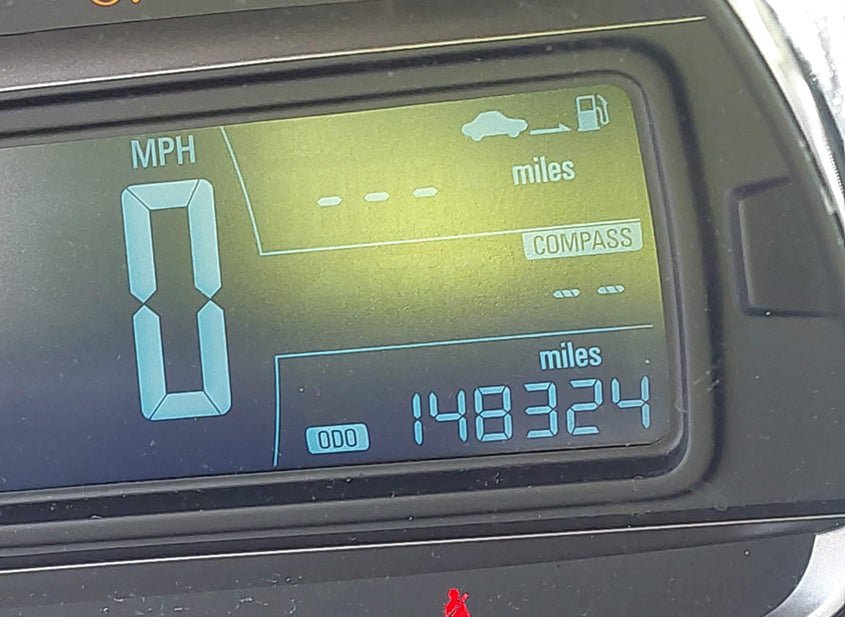 MPH
0
miles
- - -
COMPASS
-- --
miles
ODO 148324